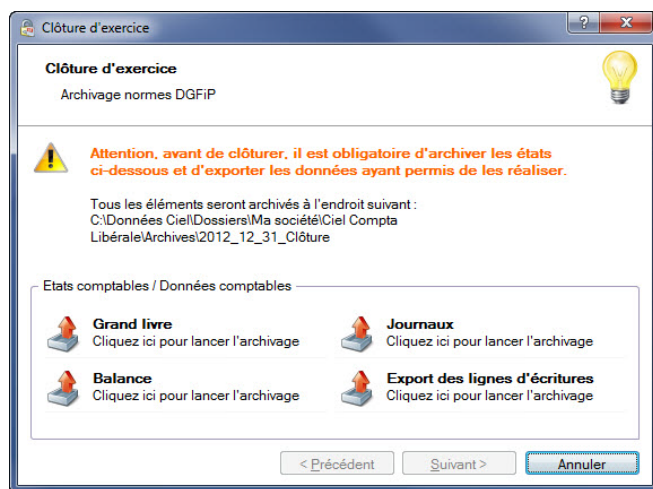 Clôture d'exercice
Clôture d'exercice
Archivage normes DGFiP
Attention, avant de clôturer, il est obligatoire d'archiver les états
ci-dessous et d'exporter les données ayant permis de les réaliser.
Tous les éléments seront archivés à l'endroit suivant :
C:\Données Ciel\Dossiers\Ma société\Ciel Compta
Libérale\Archives\2012_12_31_Clôture
Etats comptables / Données comptables
Grand livre
Cliquez ici pour lancer l'archivage
Journaux
Cliquez ici pour lancer l'archivage
Balance
Cliquez ici pour lancer l'archivage
Export des lignes d'écritures
Cliquez ici pour lancer l'archivage
< Précédent
Suivant >
Annuler